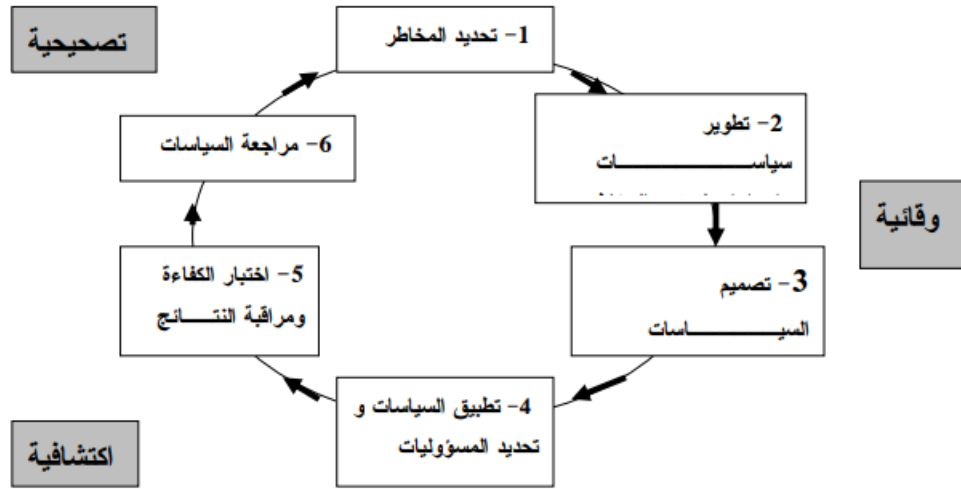 تصحيحية
1- تحديد المخاطر
2- تطوير
سياسات
6- مراجعة السياسات
وقائية
3- تصميم
السياسات
5- اختبار الكفاءة
ومراقبة النتائج
4- تطبيق السياسات و
تحديد المسؤوليات
اكتشافية